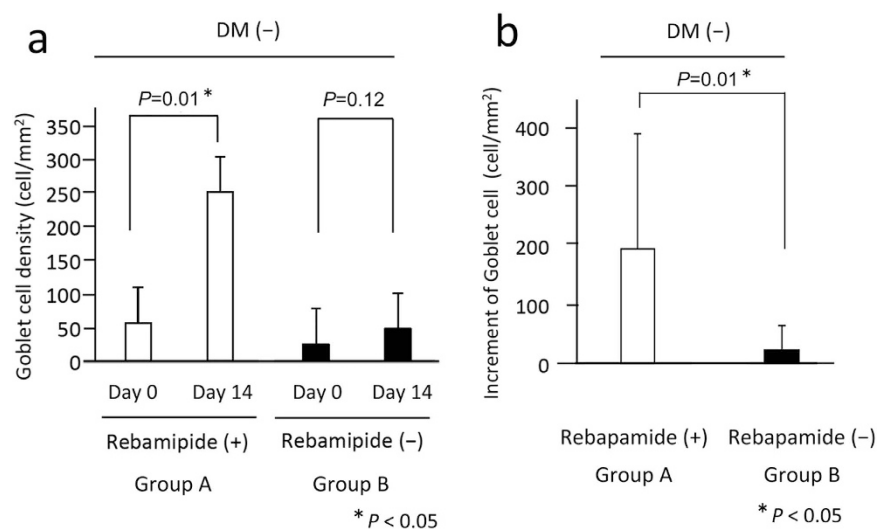 a
DM (−)
P=0.01 *
P=0.12
Goblet cell density (cell/mm²)
350
300
250
200
150
100
50
0
Day 0 Day 14 Day 0 Day 14
Rebamipide (+) Rebamipide (−)
Group A Group B
* P < 0.05
b
DM (−)
P=0.01 *
Increment of Goblet cell (cell/mm²)
400
200
100
0
Rebapamide (+) Rebapamide (−)
Group A Group B
* P < 0.05